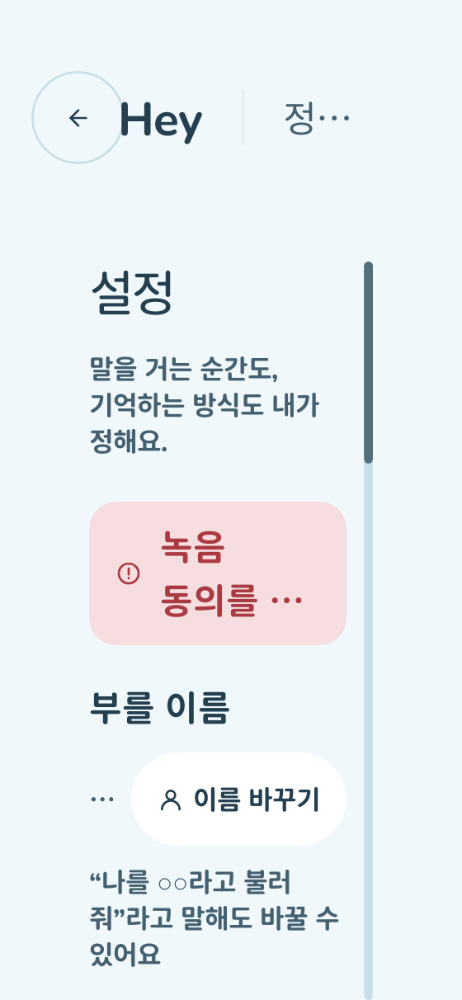 Hey
정···
설정
말을 거는 순간도,
기억하는 방식도 내가
정해요.
녹음
동의를 ···
부를 이름
··· 이름 바꾸기
“나를 ○○라고 불러
줘”라고 말해도 바꿀 수
있어요